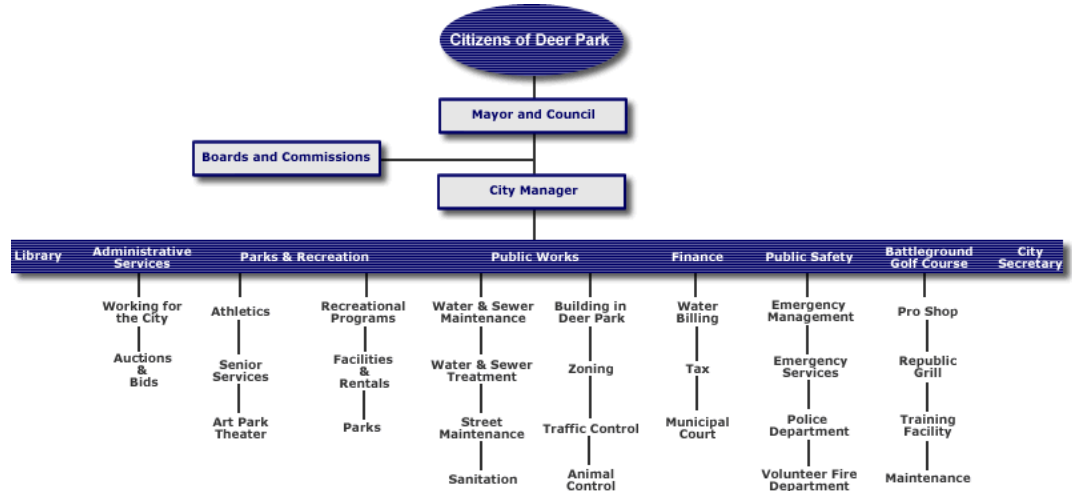 Citizens of Deer Park
Mayor and Council
Boards and Commissions
City Manager
Library
Administrative
Services
Parks & Recreation
Public Works
Finance
Public Safety
Battleground
Golf Course
City
Secretary
Working for
the City
Auctions
&
Bids
Athletics
Senior
Services
Art Park
Theater
Recreational
Programs
Facilities
&
Rentals
Parks
Water & Sewer
Maintenance
Water & Sewer
Treatment
Street
Maintenance
Sanitation
Building in
Deer Park
Zoning
Traffic Control
Animal
Control
Water
Billing
Tax
Municipal
Court
Emergency
Management
Emergency
Services
Police
Department
Volunteer Fire
Department
Pro Shop
Republic
Grill
Training
Facility
Maintenance